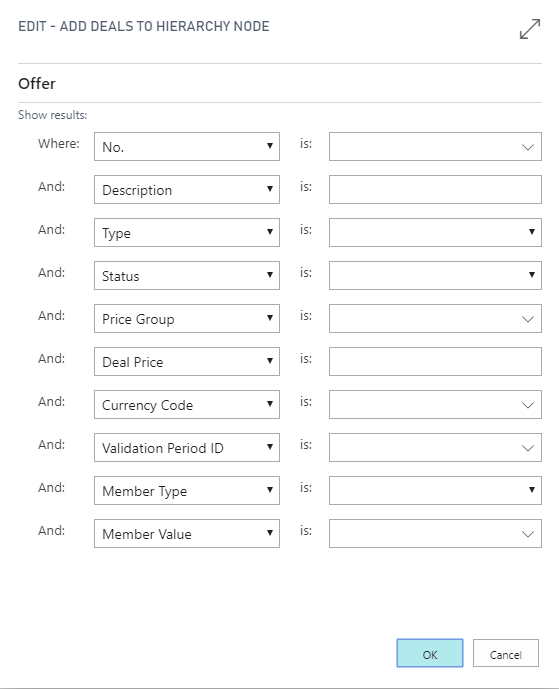 EDIT - ADD DEALS TO HIERARCHY NODE
Offer
Show results:
Where: No. is:
And: Description is:
And: Type is:
And: Status is:
And: Price Group is:
And: Deal Price is:
And: Currency Code is:
And: Validation Period ID is:
And: Member Type is:
And: Member Value is:
OK Cancel